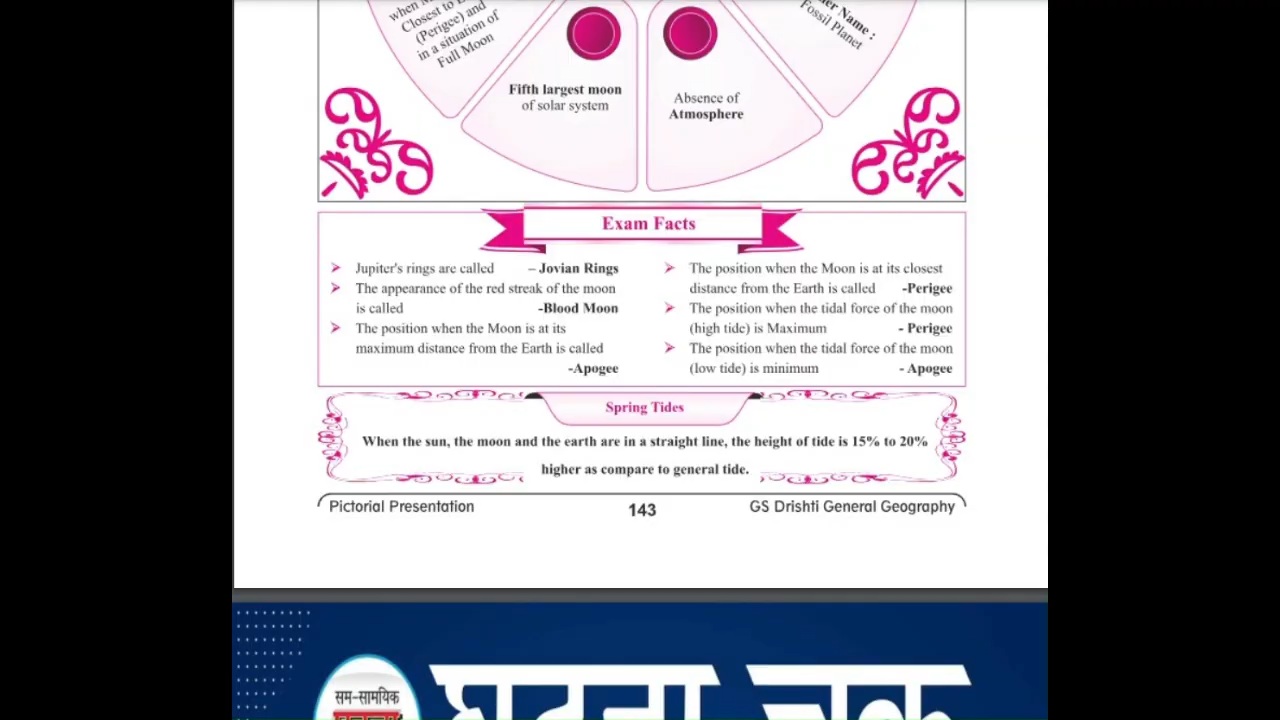 when
Closest to
(Perigee) and
in a situation of
Full Moon
Fifth largest moon
of solar system
Absence of
Atmosphere
Name :
Fossil Planet
Exam Facts
➢ Jupiter's rings are called – Jovian Rings
➢ The appearance of the red streak of the moon
is called -Blood Moon
➢ The position when the Moon is at its
maximum distance from the Earth is called
-Apogee
➢ The position when the Moon is at its closest
distance from the Earth is called -Perigee
➢ The position when the tidal force of the moon
(high tide) is Maximum - Perigee
➢ The position when the tidal force of the moon
(low tide) is minimum - Apogee
Spring Tides
When the sun, the moon and the earth are in a straight line, the height of tide is 15% to 20%
higher as compare to general tide.
Pictorial Presentation 143 GS Drishti General Geography
सम-सामयिक